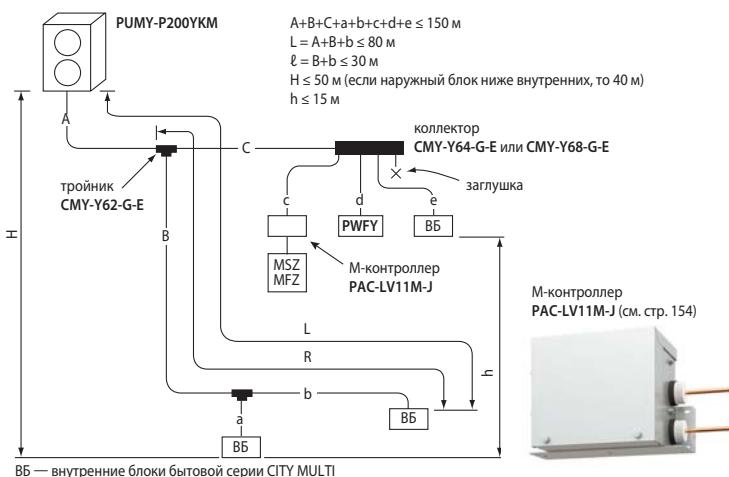 PUMY-P200YKM
A+B+C+a+b+c+d+e ≤ 150 м
L = A+B+b ≤ 80 м
ℓ = B+b ≤ 30 м
H ≤ 50 м (если наружный блок ниже внутренних, то 40 м)
h ≤ 15 м
A
C
коллектор
CMY-Y64-G-E или CMY-Y68-G-E
заглушка
тройник
CMY-Y62-G-E
c
d
e
PWFY
ВБ
H
B
MSZ
MFZ
М-контроллер
PAC-LV11M-J
М-контроллер
PAC-LV11M-J (см. стр. 154)
L
R
h
b
a
ВБ
ВБ
ВБ — внутренние блоки бытовой серии CITY MULTI